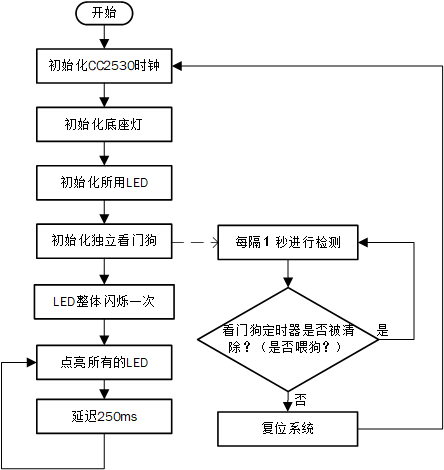 开始
初始化CC2530时钟
初始化底座灯
初始化所用LED
初始化独立看门狗
每隔1 秒进行检测
LED整体闪烁一次
看门狗定时器是否被清
除？（是否喂狗？）
是
点亮所有的LED
否
延迟250ms
复位系统